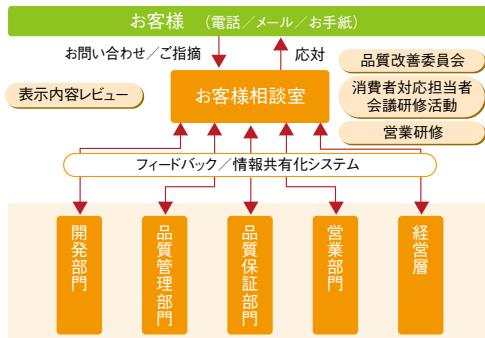 お客様 （電話／メール／お手紙）
お問い合わせ／ご指摘
応対
品質改善委員会
表示内容レビュー
お客様相談室
消費者対応担当者
会議研修活動
営業研修
フィードバック／情報共有化システム
開発部門
品質管理部門
品質保証部門
営業部門
経営層